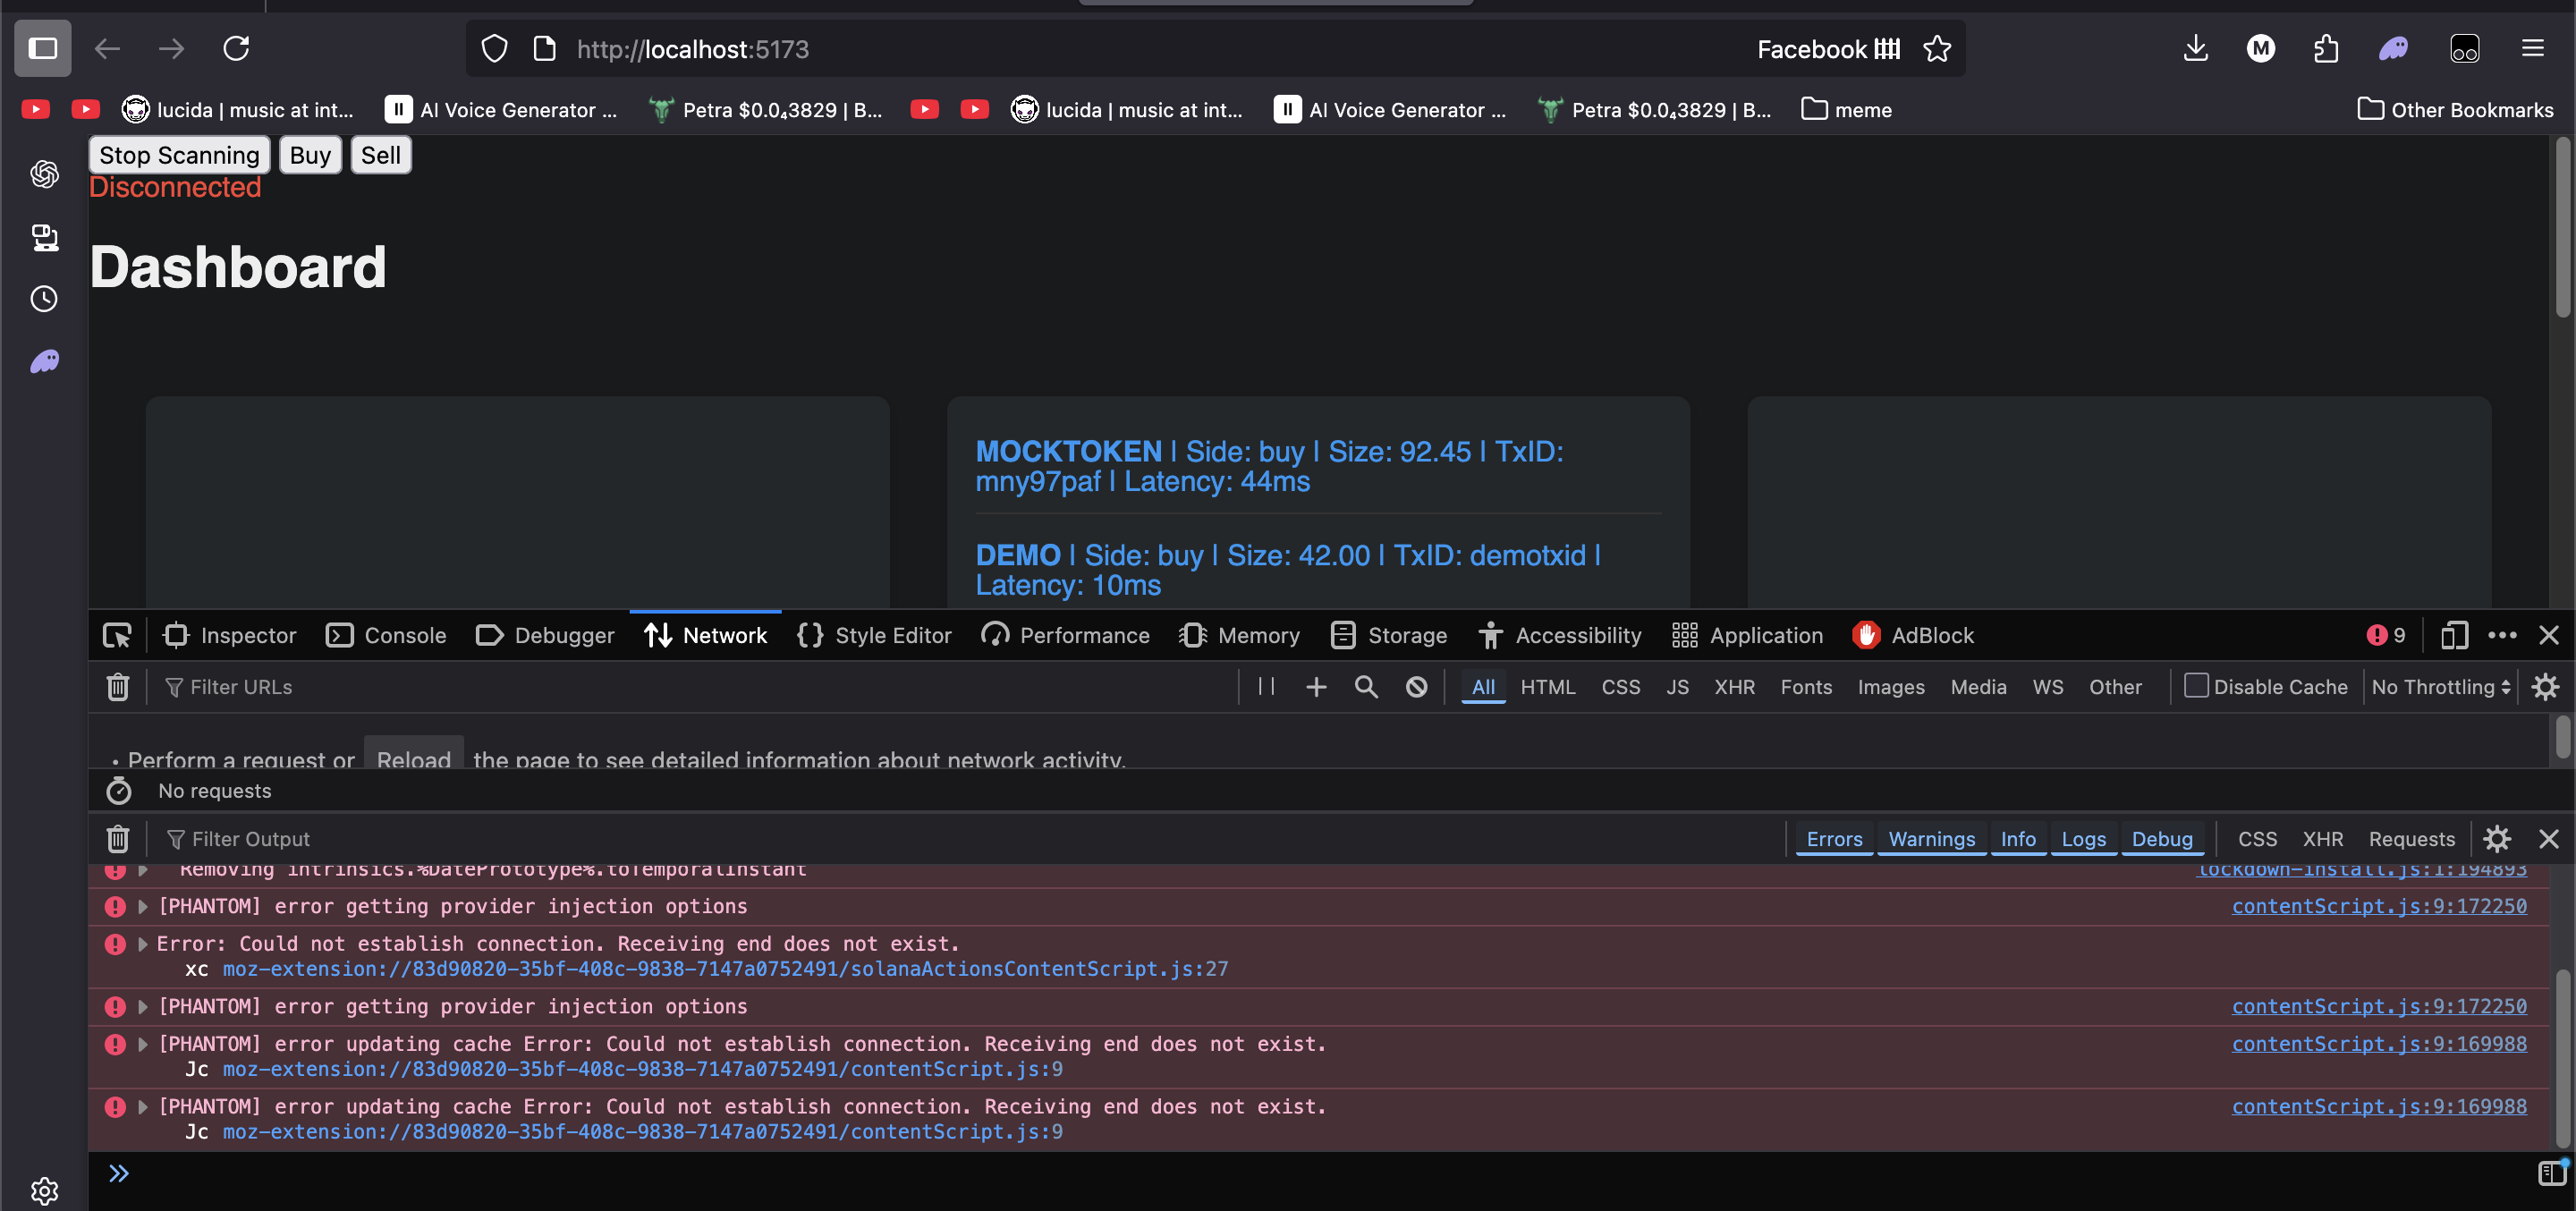 http://localhost:5173
Facebook
M
lucida | music at int...
AI Voice Generator ...
Petra $0.0₄3829 | B...
lucida | music at int...
AI Voice Generator ...
Petra $0.0₄3829 | B...
meme
Other Bookmarks
Stop Scanning Buy Sell
Disconnected
Dashboard
MOCKTOKEN | Side: buy | Size: 92.45 | TxID:
mny97paf | Latency: 44ms
DEMO | Side: buy | Size: 42.00 | TxID: demotxid |
Latency: 10ms
Inspector Console Debugger Network Style Editor Performance Memory Storage Accessibility Application AdBlock 9
Filter URLs All HTML CSS JS XHR Fonts Images Media WS Other Disable Cache No Throttling
• Perform a request or Reload the page to see detailed information about network activity.
No requests
Filter Output Errors Warnings Info Logs Debug CSS XHR Requests
Removing intrinsics.%DatePrototype%.toTemporalInstant lockdown-install.js:1:194893
[PHANTOM] error getting provider injection options contentScript.js:9:172250
Error: Could not establish connection. Receiving end does not exist.
xc moz-extension://83d90820-35bf-408c-9838-7147a0752491/solanaActionsContentScript.js:27
[PHANTOM] error getting provider injection options contentScript.js:9:172250
[PHANTOM] error updating cache Error: Could not establish connection. Receiving end does not exist. contentScript.js:9:169988
Jc moz-extension://83d90820-35bf-408c-9838-7147a0752491/contentScript.js:9
[PHANTOM] error updating cache Error: Could not establish connection. Receiving end does not exist. contentScript.js:9:169988
Jc moz-extension://83d90820-35bf-408c-9838-7147a0752491/contentScript.js:9